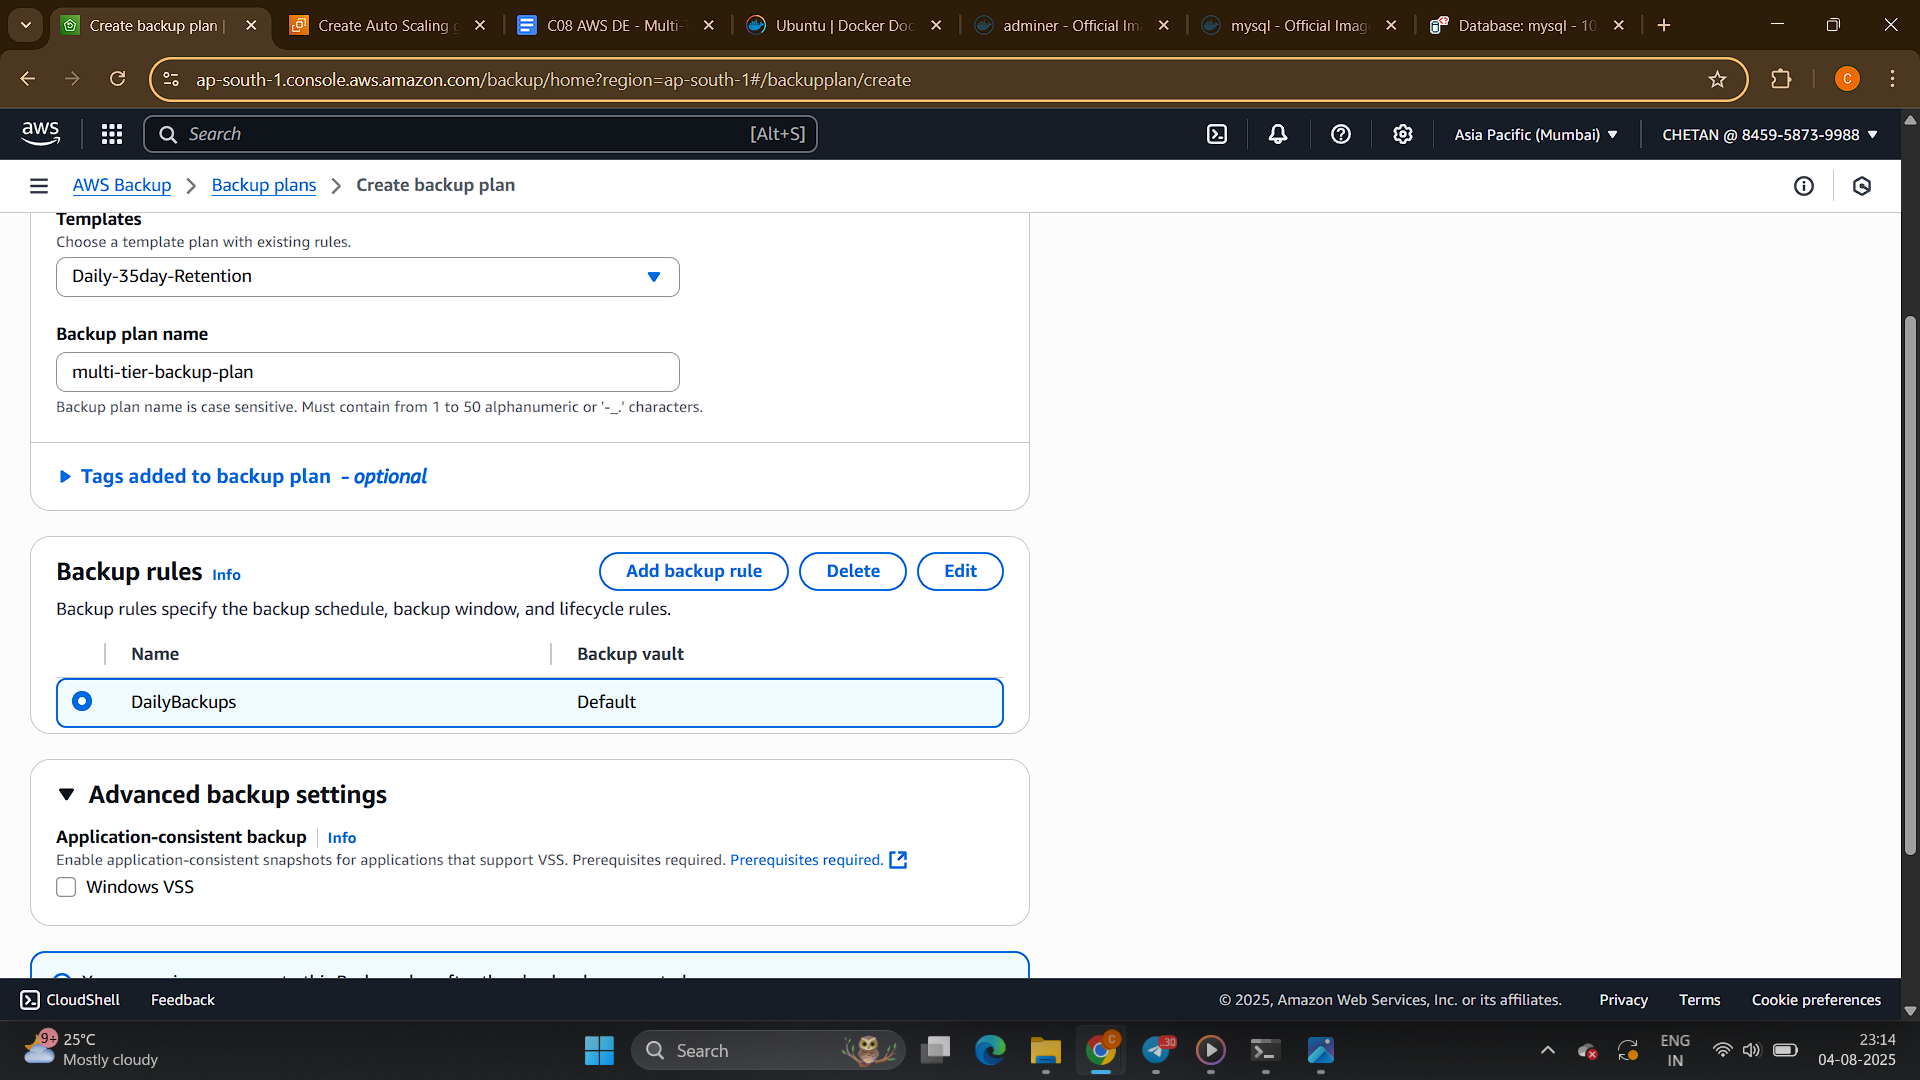 Create backup plan |
Create Auto Scaling g
C08 AWS DE - Multi-T
Ubuntu | Docker Doc
adminer - Official Im
mysql - Official Imag
Database: mysql - 10
ap-south-1.console.aws.amazon.com/backup/home?region=ap-south-1#/backupplan/create
C
aws
Search
[Alt+S]
Asia Pacific (Mumbai)
CHETAN @ 8459-5873-9988
AWS Backup
Backup plans
Create backup plan
Templates
Choose a template plan with existing rules.
Daily-35day-Retention
Backup plan name
multi-tier-backup-plan
Backup plan name is case sensitive. Must contain from 1 to 50 alphanumeric or '-_.' characters.
Tags added to backup plan - optional
Backup rules Info
Add backup rule
Delete
Edit
Backup rules specify the backup schedule, backup window, and lifecycle rules.
Name
Backup vault
DailyBackups
Default
Advanced backup settings
Application-consistent backup
Info
Enable application-consistent snapshots for applications that support VSS. Prerequisites required. Prerequisites required.
Windows VSS
CloudShell
Feedback
© 2025, Amazon Web Services, Inc. or its affiliates.
Privacy
Terms
Cookie preferences
9+
25°C
Mostly cloudy
Search
C
30
ENG
IN
23:14
04-08-2025